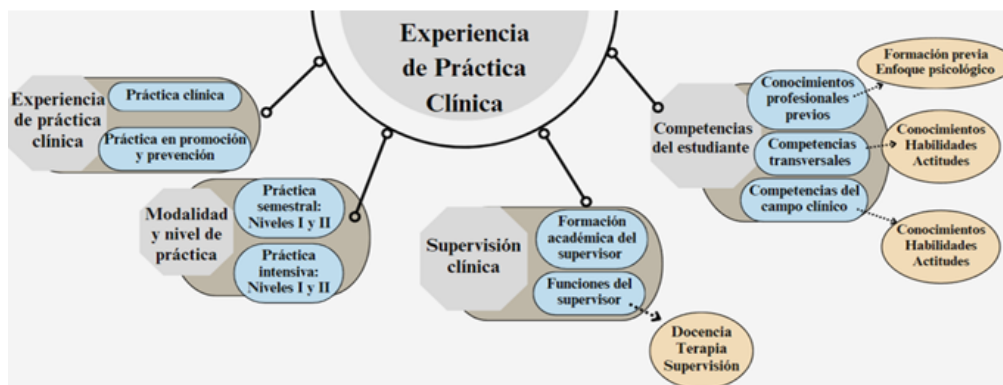 Experiencia
de Práctica
Clínica
Experiencia
de práctica
clínica
Práctica clínica
Práctica en promoción
y prevención
Modalidad
y nivel de
práctica
Práctica
semestral:
Niveles I y II
Práctica
intensiva:
Niveles I y II
Supervisión
clínica
Formación
académica del
supervisor
Funciones del
supervisor
Docencia
Terapia
Supervisión
Competencias
del estudiante
Conocimientos
profesionales
previos
Competencias
transversales
Competencias del
campo clínico
Formación previa
Enfoque psicológico
Conocimientos
Habilidades
Actitudes
Conocimientos
Habilidades
Actitudes